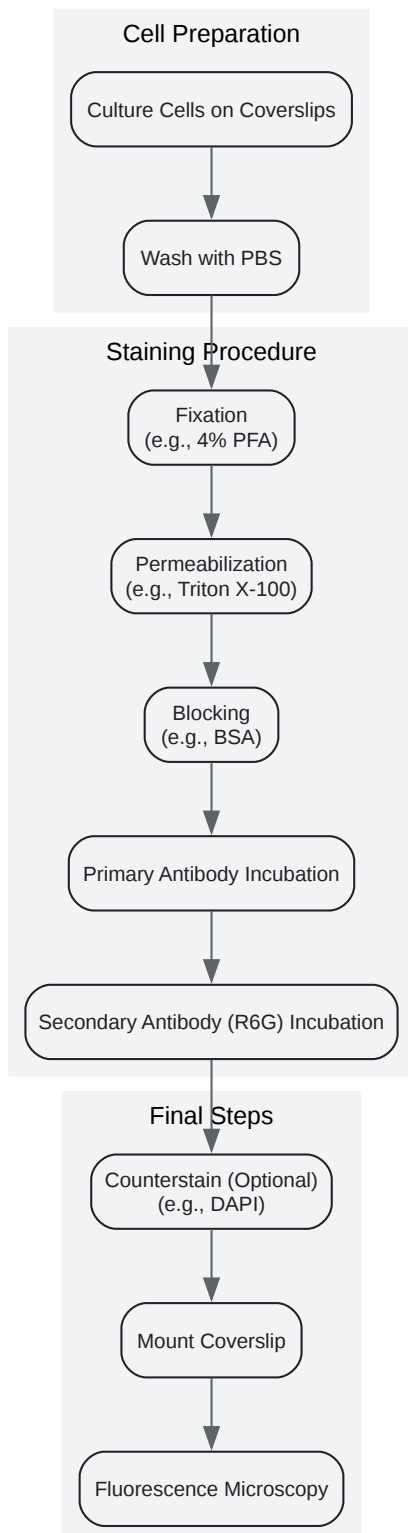 Cell Preparation
Culture Cells on Coverslips
Wash with PBS
Staining Procedure
Fixation
(e.g., 4% PFA)
Permeabilization
(e.g., Triton X-100)
Blocking
(e.g., BSA)
Primary Antibody Incubation
Secondary Antibody (R6G) Incubation
Final Steps
Counterstain (Optional)
(e.g., DAPI)
Mount Coverslip
Fluorescence Microscopy